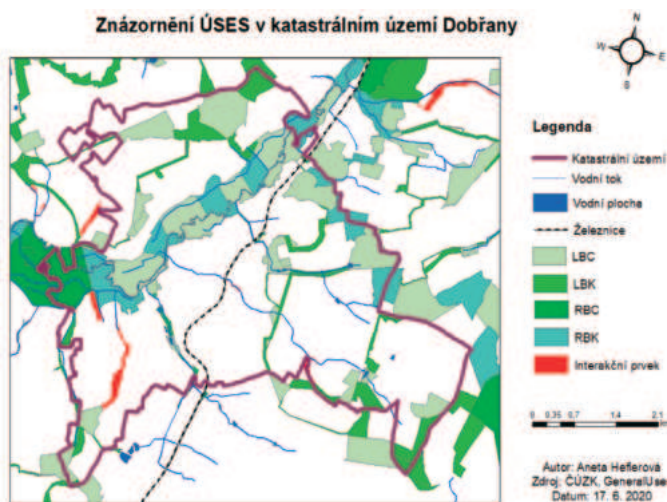 Znázornění ÚSES v katastrálním území Dobřany
N
W
E
S
Legenda
Katastrální území
Vodní tok
Vodní plocha
Železnice
LBC
LBK
RBC
RBK
Interakční prvek
0 0,35 0,7 1,4 2,1
Autor: Aneta Heflerová
Zdroj: ČÚZK, GeneralUse
Datum: 17. 6. 2020